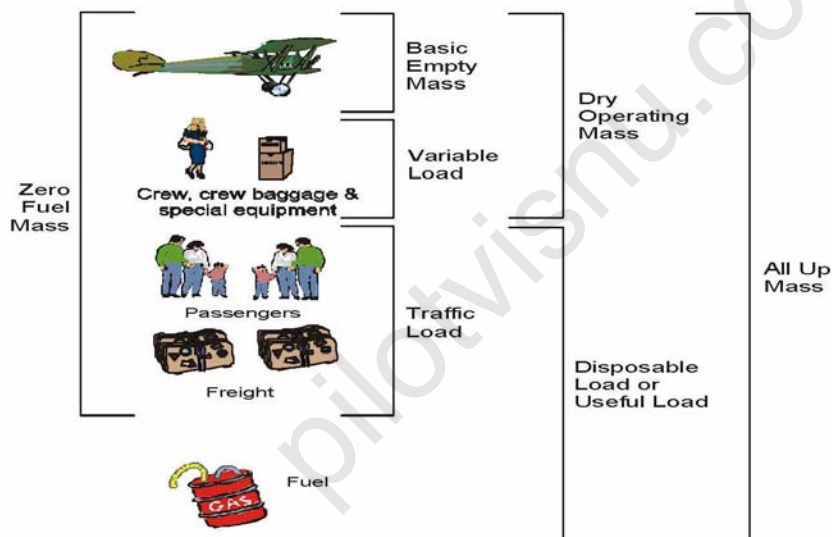 Basic
Empty
Mass
Dry
Operating
Mass
Variable
Load
Zero
Fuel
Mass
Crew, crew baggage &
special equipment
All Up
Mass
Passengers
Traffic
Load
Freight
Disposable
Load or
Useful Load
Fuel
GAS
pilotvisnu.co